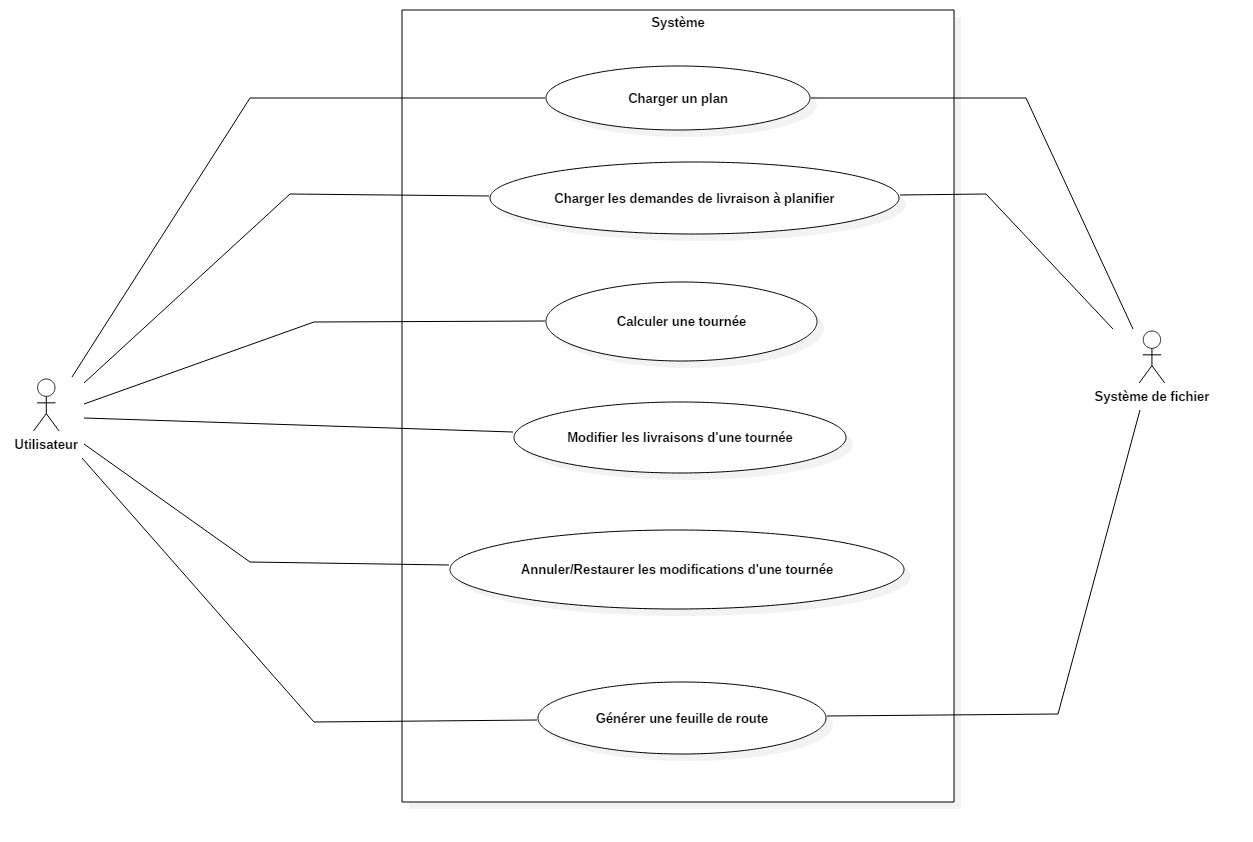 Système
Charger un plan
Charger les demandes de livraison à planifier
Calculer une tournée
Système de fichier
Modifier les livraisons d'une tournée
Utilisateur
Annuler/Restaurer les modifications d'une tournée
Générer une feuille de route